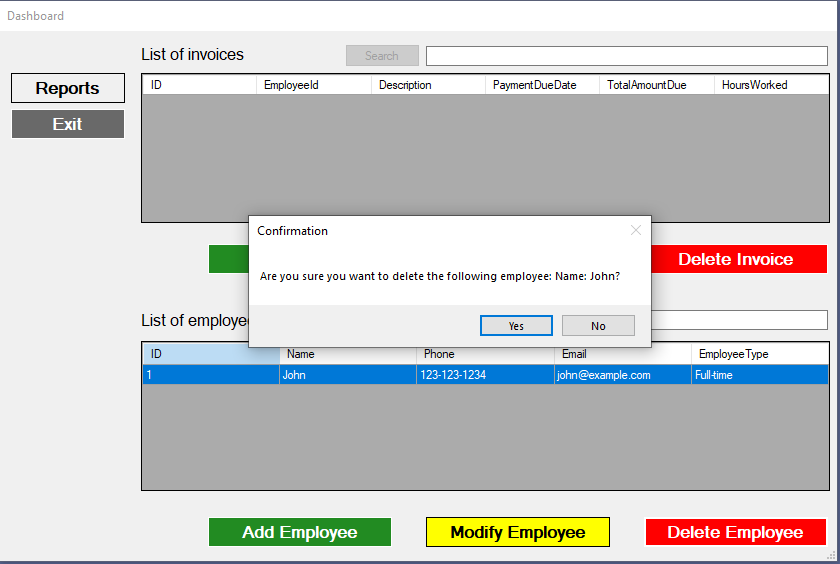 Dashboard
List of invoices
Search
Reports
Exit
ID EmployeeId Description PaymentDueDate TotalAmountDue HoursWorked
Delete Invoice
Confirmation
Are you sure you want to delete the following employee: Name: John?
Yes No
List of employe
ID Name Phone Email EmployeeType
1 John 123-123-1234 john@example.com Full-time
Add Employee Modify Employee Delete Employee